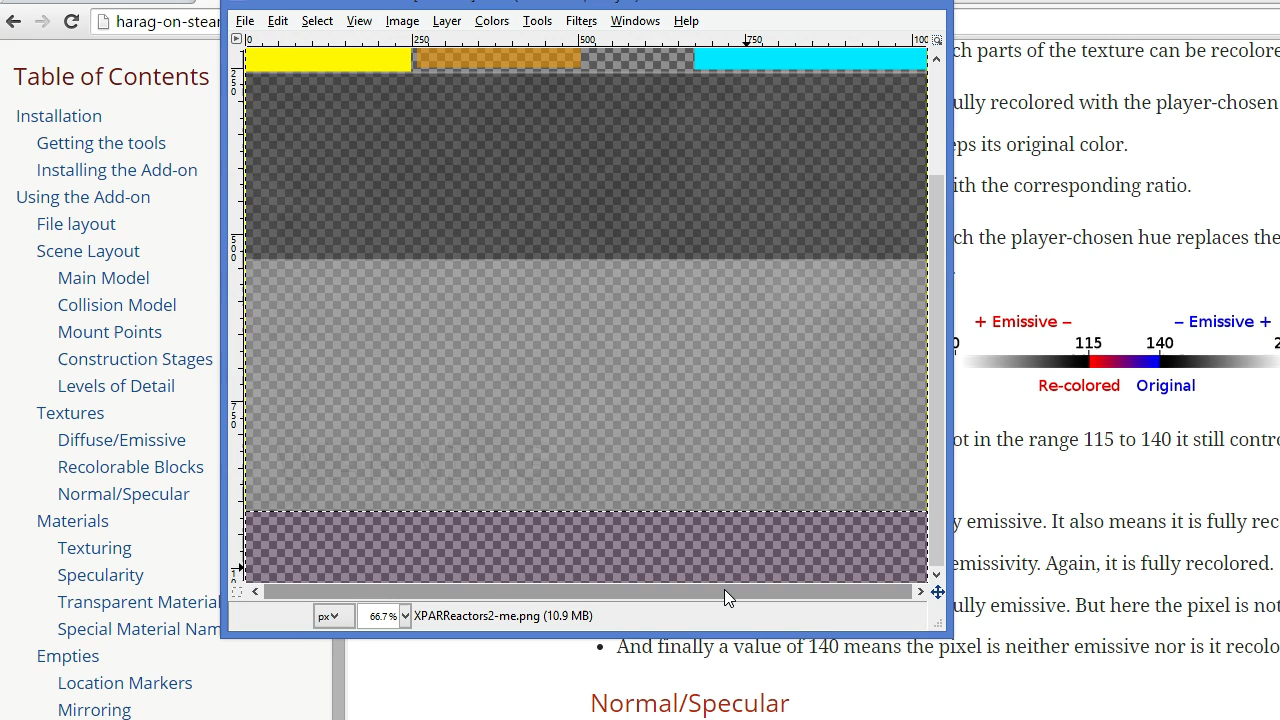 harag-on-stear
File Edit Select View Image Layer Colors Tools Filters Windows Help
0 250 500 750 100
250
500
750
px 66.7% XPARReactors2-me.png (10.9 MB)
Table of Contents
Installation
Getting the tools
Installing the Add-on
Using the Add-on
File layout
Scene Layout
Main Model
Collision Model
Mount Points
Construction Stages
Levels of Detail
Textures
Diffuse/Emissive
Recolorable Blocks
Normal/Specular
Materials
Texturing
Specularity
Transparent Material
Special Material Nam
Empties
Location Markers
Mirroring
ch parts of the texture can be recolore
ully recolored with the player-chosen
eps its original color.
ith the corresponding ratio.
ch the player-chosen hue replaces the
+ Emissive – – Emissive +
0 115 140 2
Re-colored Original
ot in the range 115 to 140 it still contro
y emissive. It also means it is fully rec
emissivity. Again, it is fully recolored.
ully emissive. But here the pixel is not
• And finally a value of 140 means the pixel is neither emissive nor is it recolo
Normal/Specular